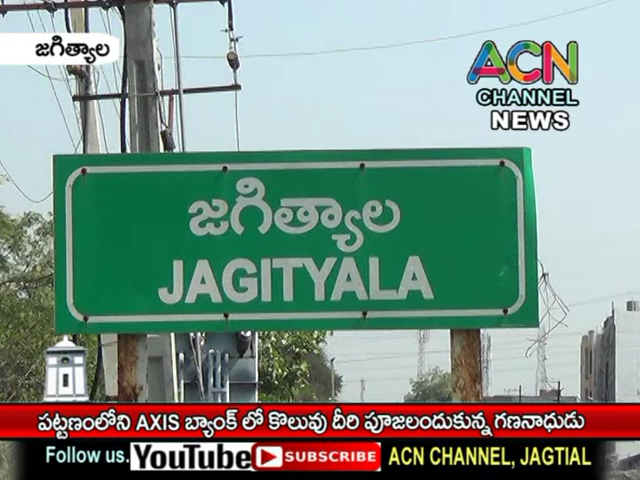 జగిత్యాల
ACN
CHANNEL
NEWS
జగిత్యాల
JAGITYALA
పట్టణంలోని AXIS బ్యాంక్ లో కొలువు దీరి పూజలందుకున్న గణనాధుడు
Follow us. YouTube SUBSCRIBE ACN CHANNEL, JAGTIAL